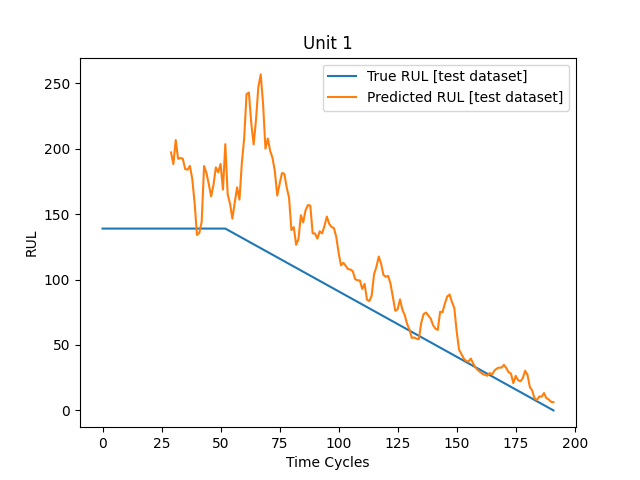 Unit 1
True RUL [test dataset]
Predicted RUL [test dataset]
250
200
150
100
50
0
RUL
0 25 50 75 100 125 150 175 200
Time Cycles